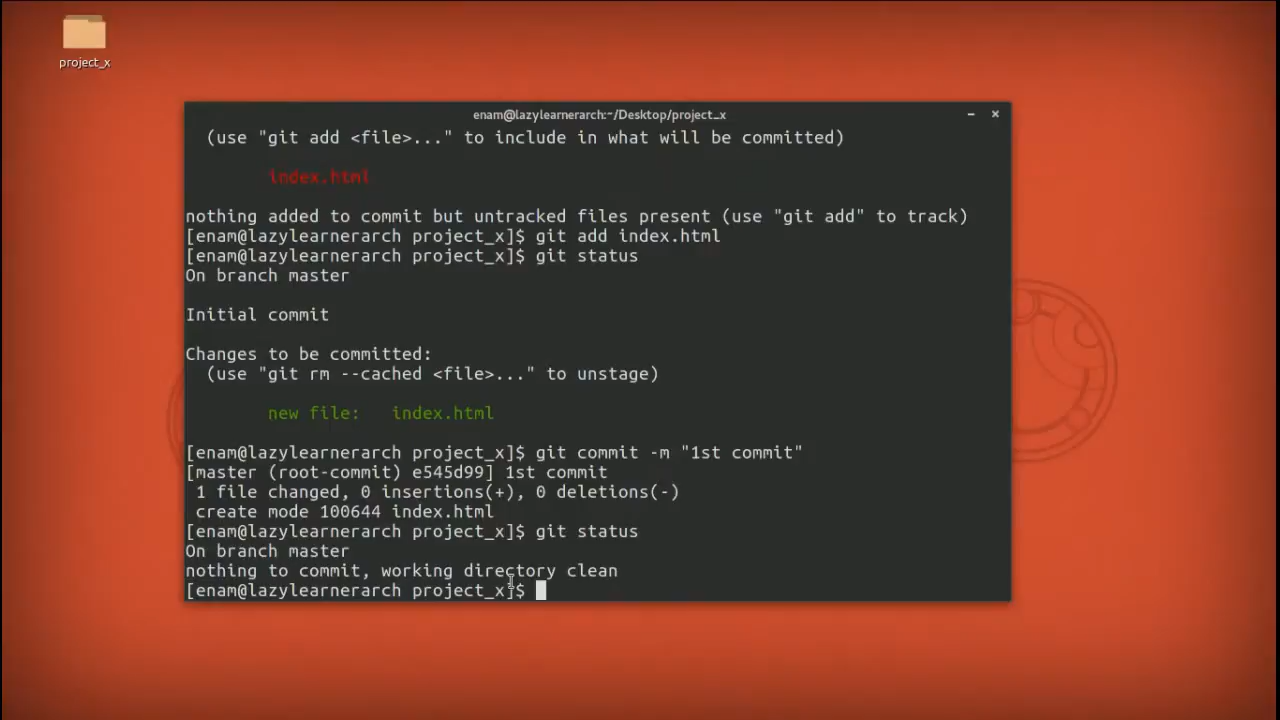 project_x
enam@lazylearnerarch:~/Desktop/project_x
(use "git add <file>..." to include in what will be committed)
index.html
nothing added to commit but untracked files present (use "git add" to track)
[enam@lazylearnerarch project_x]$ git add index.html
[enam@lazylearnerarch project_x]$ git status
On branch master
Initial commit
Changes to be committed:
(use "git rm --cached <file>..." to unstage)
new file:   index.html
[enam@lazylearnerarch project_x]$ git commit -m "1st commit"
[master (root-commit) e545d99] 1st commit
1 file changed, 0 insertions(+), 0 deletions(-)
create mode 100644 index.html
[enam@lazylearnerarch project_x]$ git status
On branch master
nothing to commit, working directory clean
[enam@lazylearnerarch project_x]$